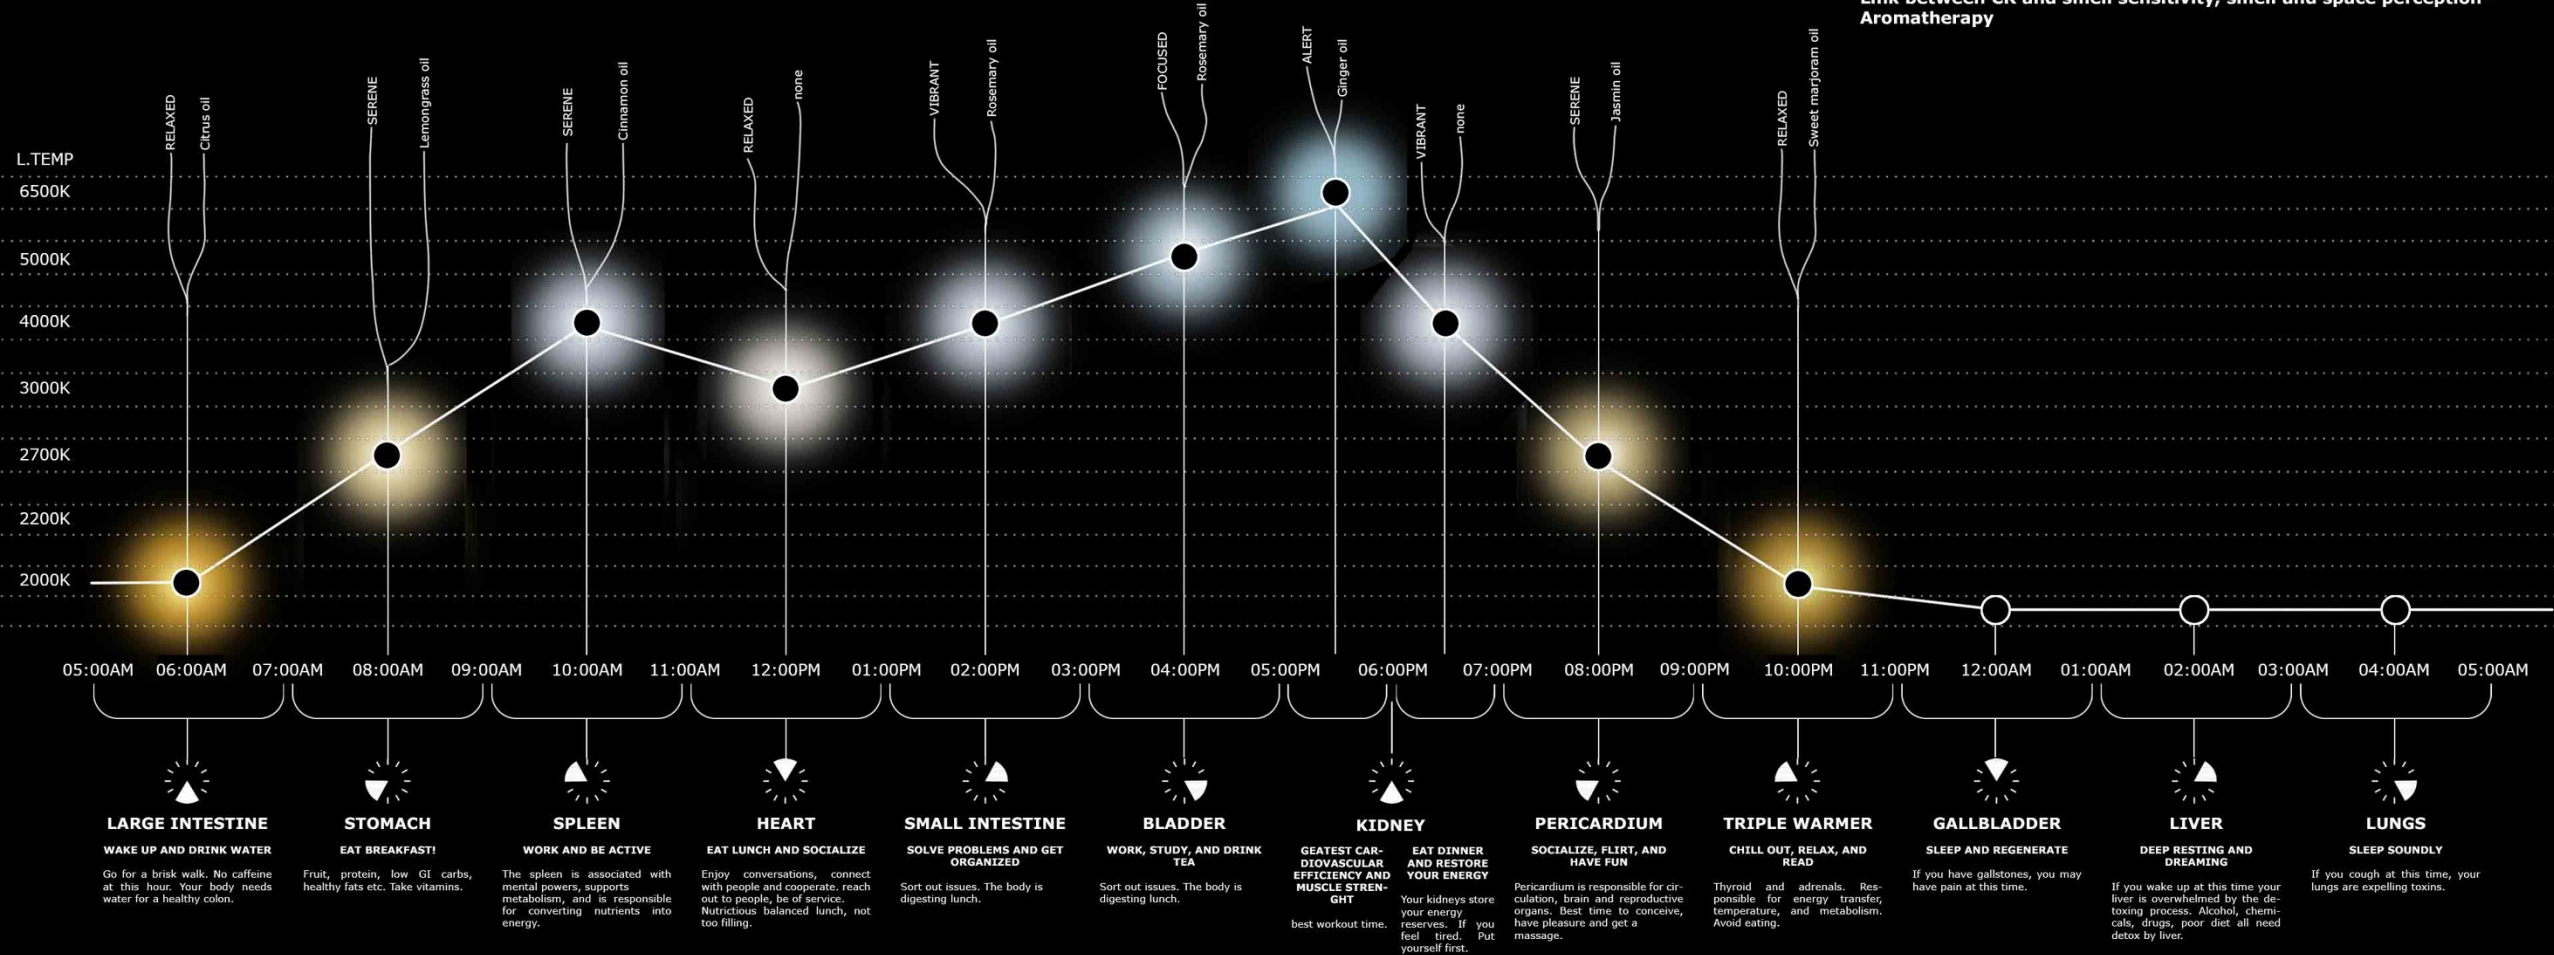 Link between CR and smell sensitivity, smell and space perception
Aromatherapy
RELAXED
Citrus oil
SERENE
Lemongrass oil
SERENE
Cinnamon oil
RELAXED
none
VIBRANT
Rosemary oil
FOCUSED
Rosemary oil
ALERT
Ginger oil
VIBRANT
none
SERENE
Jasmin oil
RELAXED
Sweet marjoram oil
L.TEMP
6500K
5000K
4000K
3000K
2700K
2200K
2000K
05:00AM 06:00AM 07:00AM 08:00AM 09:00AM 10:00AM 11:00AM 12:00PM 01:00PM 02:00PM 03:00PM 04:00PM 05:00PM 06:00PM 07:00PM 08:00PM 09:00PM 10:00PM 11:00PM 12:00AM 01:00AM 02:00AM 03:00AM 04:00AM 05:00AM
LARGE INTESTINE
WAKE UP AND DRINK WATER
Go for a brisk walk. No caffeine
at this hour. Your body needs
water for a healthy colon.
STOMACH
EAT BREAKFAST!
Fruit, protein, low GI carbs,
healthy fats etc. Take vitamins.
SPLEEN
WORK AND BE ACTIVE
The spleen is associated with
mental powers, supports
metabolism, and is responsible
for converting nutrients into
energy.
HEART
EAT LUNCH AND SOCIALIZE
Enjoy conversations, connect
with people and cooperate. reach
out to people, be of service.
Nutrictious balanced lunch, not
too filling.
SMALL INTESTINE
SOLVE PROBLEMS AND GET
ORGANIZED
Sort out issues. The body is
digesting lunch.
BLADDER
WORK, STUDY, AND DRINK
TEA
Sort out issues. The body is
digesting lunch.
KIDNEY
GEATEST CAR-
DIOVASCULAR
EFFICIENCY AND
MUSCLE STREN-
GHT
best workout time.
EAT DINNER
AND RESTORE
YOUR ENERGY
Your kidneys store
your energy
reserves. If you
feel tired. Put
yourself first.
PERICARDIUM
SOCIALIZE, FLIRT, AND
HAVE FUN
Pericardium is responsible for cir-
culation, brain and reproductive
organs. Best time to conceive,
have pleasure and get a
massage.
TRIPLE WARMER
CHILL OUT, RELAX, AND
READ
Thyroid and adrenals. Res-
ponsible for energy transfer,
temperature, and metabolism.
Avoid eating.
GALLBLADDER
SLEEP AND REGENERATE
If you have gallstones, you may
have pain at this time.
LIVER
DEEP RESTING AND
DREAMING
If you wake up at this time your
liver is overwhelmed by the de-
toxing process. Alcohol, chemi-
cals, drugs, poor diet all need
detox by liver.
LUNGS
SLEEP SOUNDLY
If you cough at this time, your
lungs are expelling toxins.